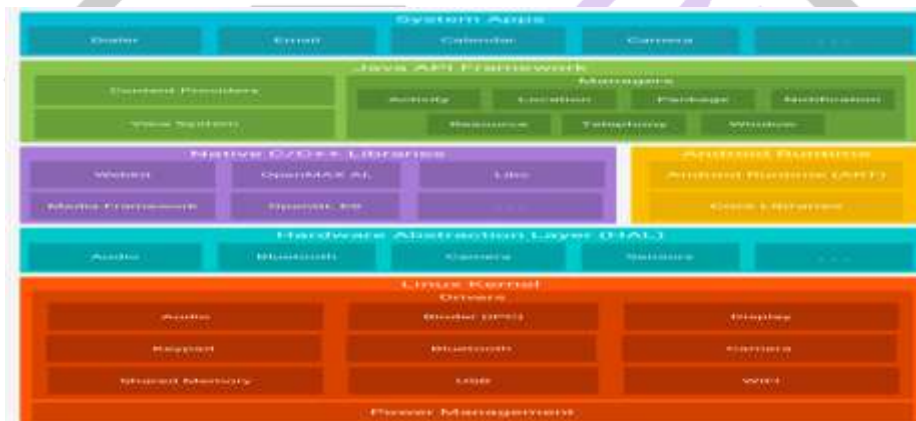 System Apps
Dialer Email Calendar Camera ...
Java API Framework
Content Providers
Managers
Activity Location Package Notification
View System
Resource Telephony Window
Native C/C++ Libraries
Android Runtime
Webkit OpenMAX AL Libc
Android Runtime (ART)
Media Framework OpenGL ES ...
Core Libraries
Hardware Abstraction Layer (HAL)
Audio Bluetooth Camera Sensors ...
Linux Kernel
Drivers
Audio Binder (IPC) Display
Keypad Bluetooth Camera
Shared Memory USB WIFI
Power Management